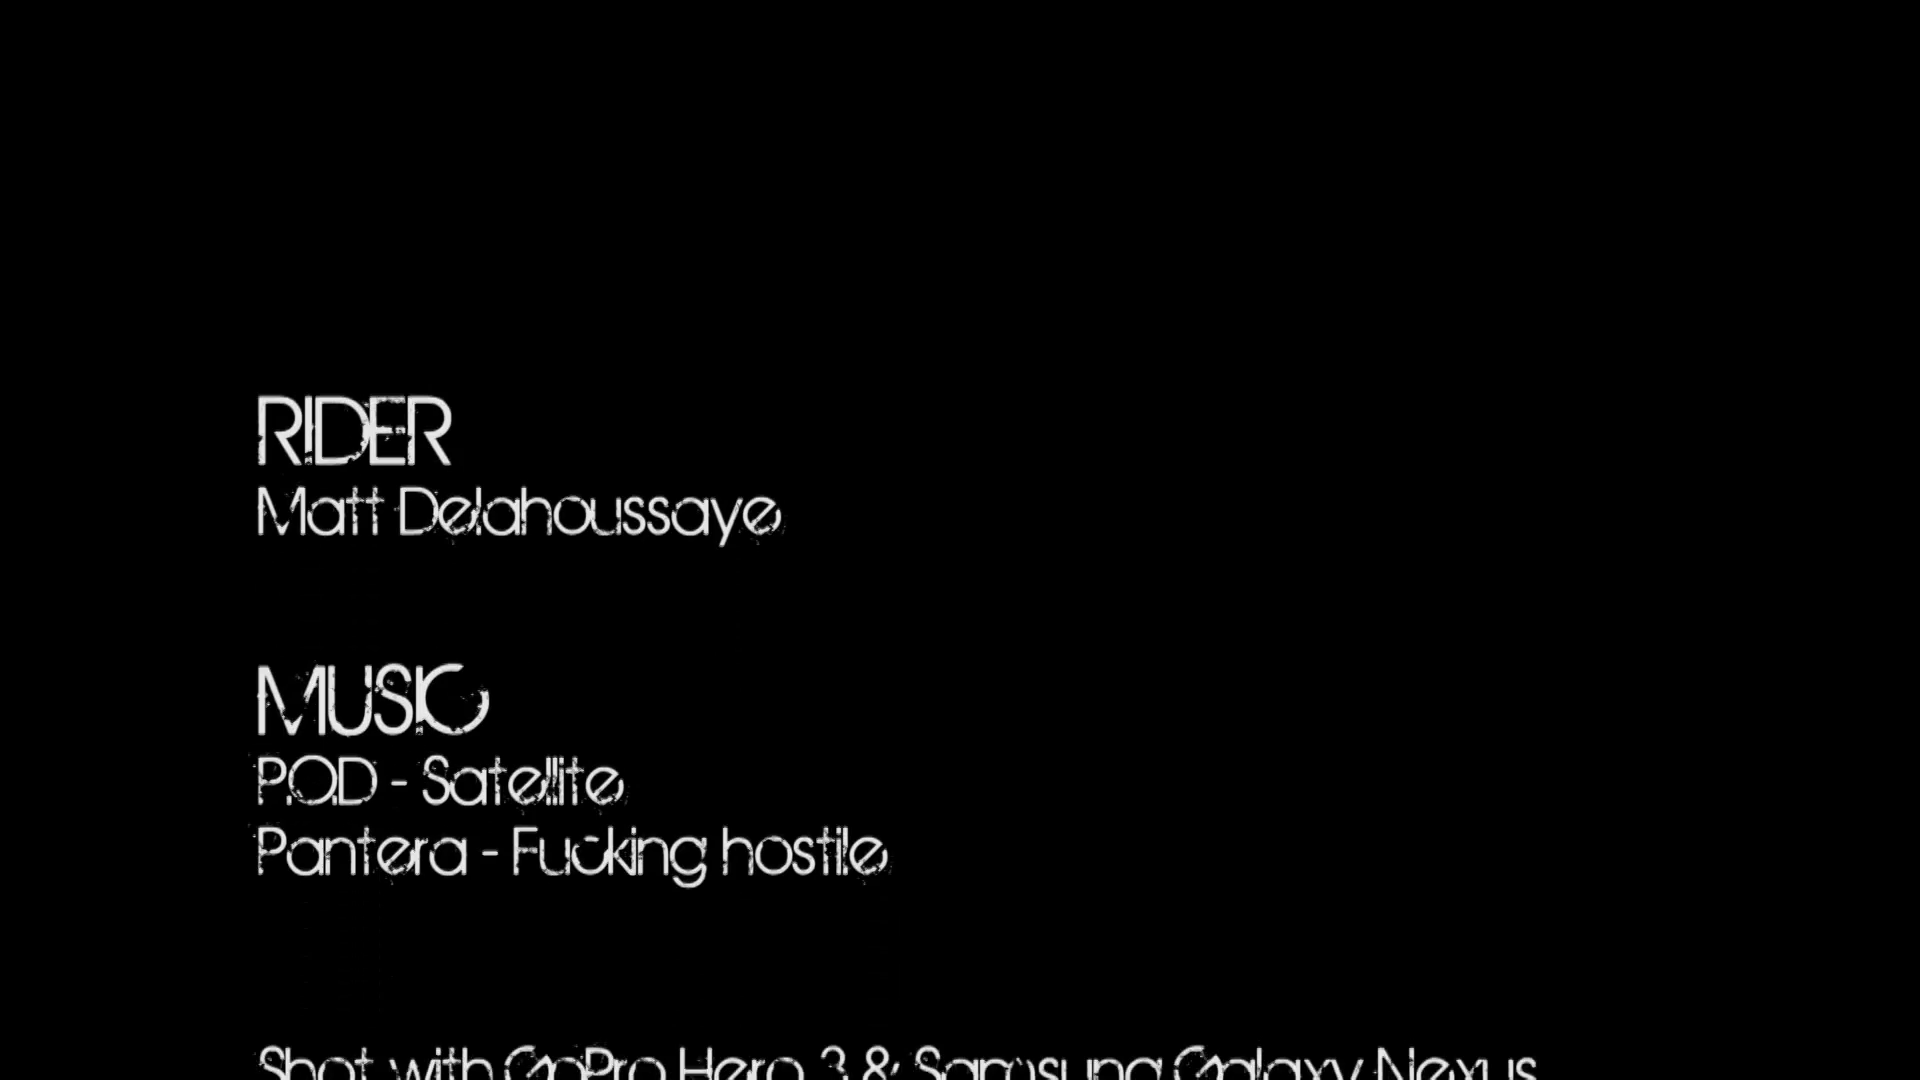 RIDER
Matt Delahoussaye
MUSIC
P.O.D - Satellite
Pantera - Fucking hostile
Shot with GoPro Hero 3 & Samsung Galaxy Nexus